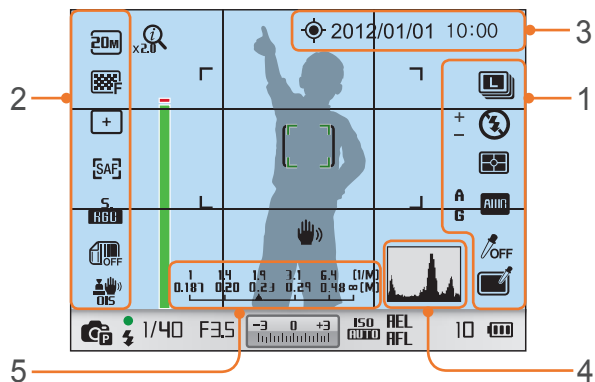 3
2012/01/01 10:00
20M
x2.0
i
L
1
2
F
+
+
−
SAF
A
G
AWB
S.
RGB
OFF
OFF
OIS
1 1.4 1.9 3.1 6.4 (1/M)
0.187 0.20 0.23 0.29 0.48 ∞ (M)
P
1/40
F3.5
-3 0 +3
ISO
AUTO
AEL
AFL
10
5
4